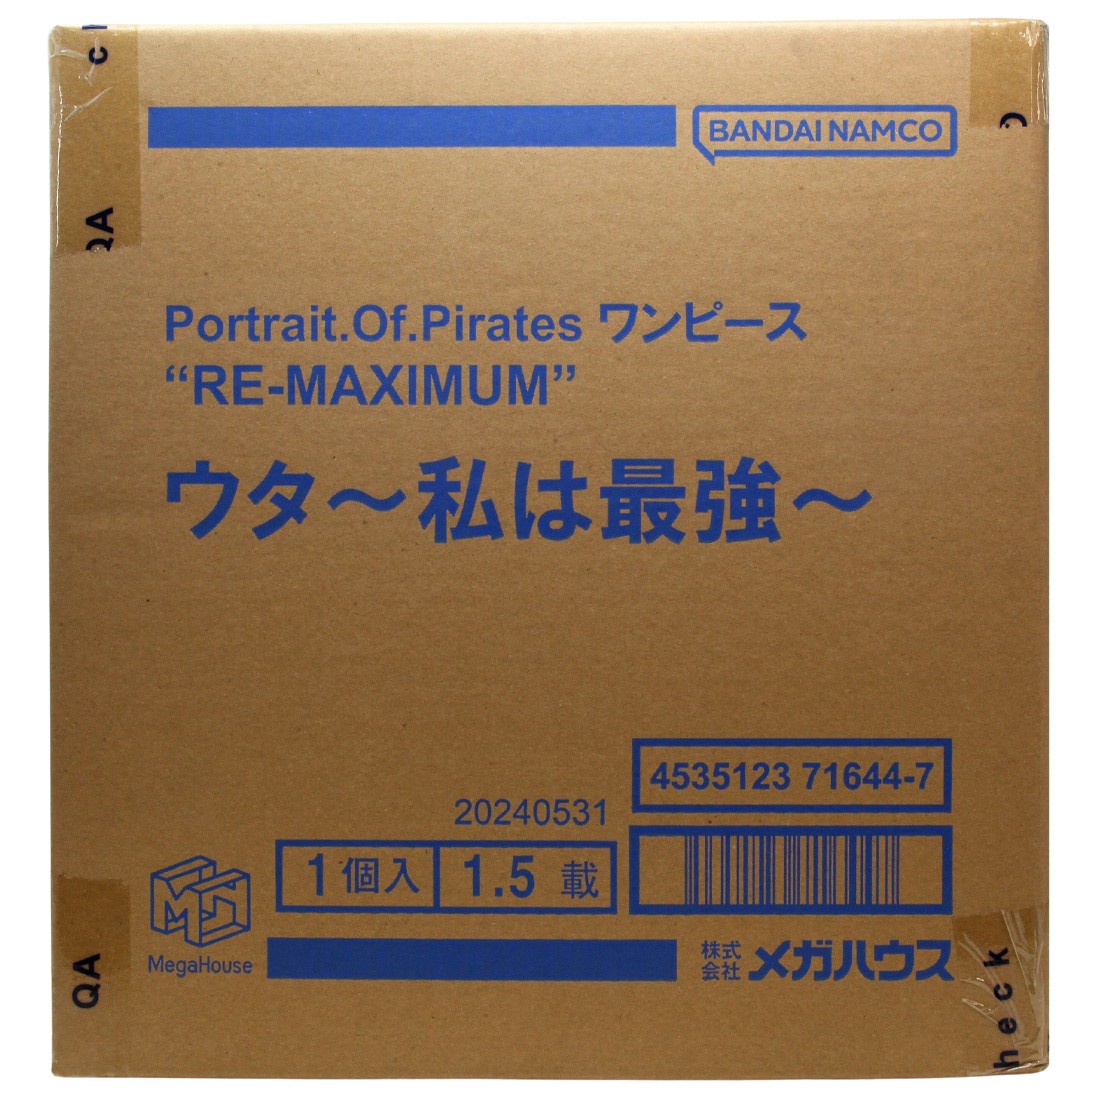 c
QA
BANDAI NAMCO
Portrait.Of.Pirates ワンピース
“RE-MAXIMUM”
ウタ～私は最強～
4535123 71644-7
20240531
1個入 1.5 載
MegaHouse
株式会社 メガハウス
QA
heck